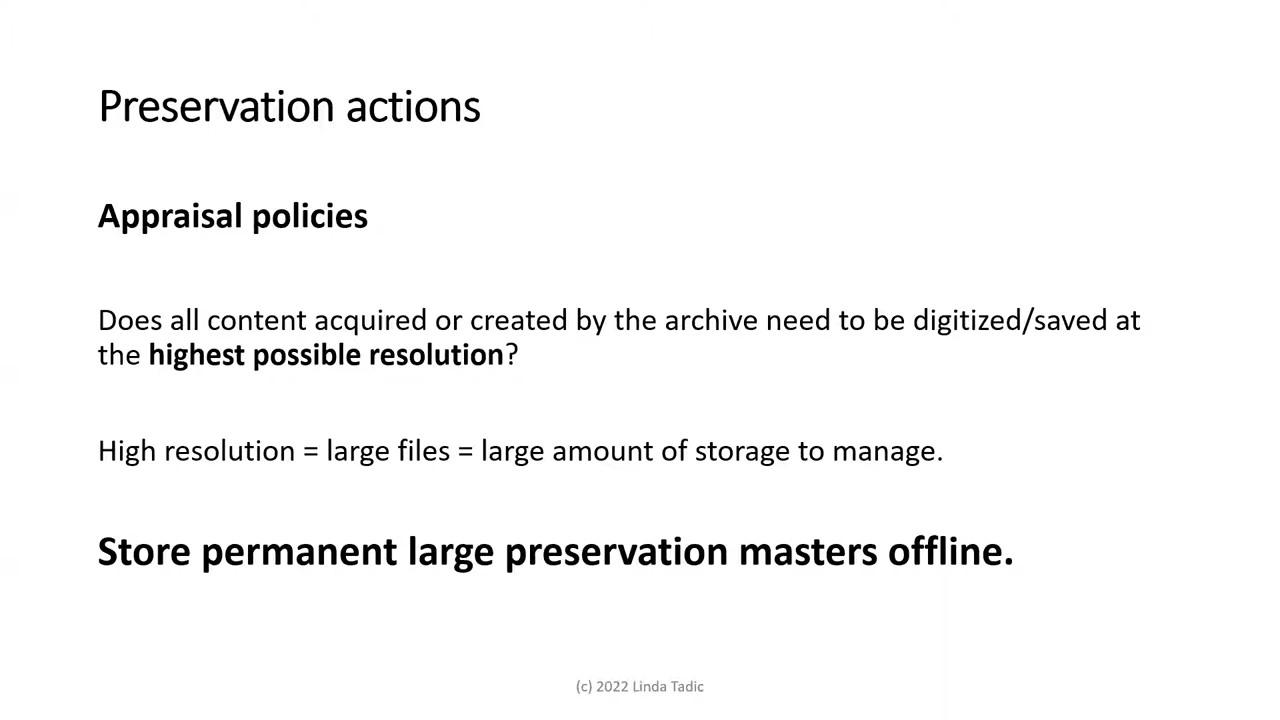 Preservation actions
Appraisal policies
Does all content acquired or created by the archive need to be digitized/saved at
the highest possible resolution?
High resolution = large files = large amount of storage to manage.
Store permanent large preservation masters offline.
(c) 2022 Linda Tadic